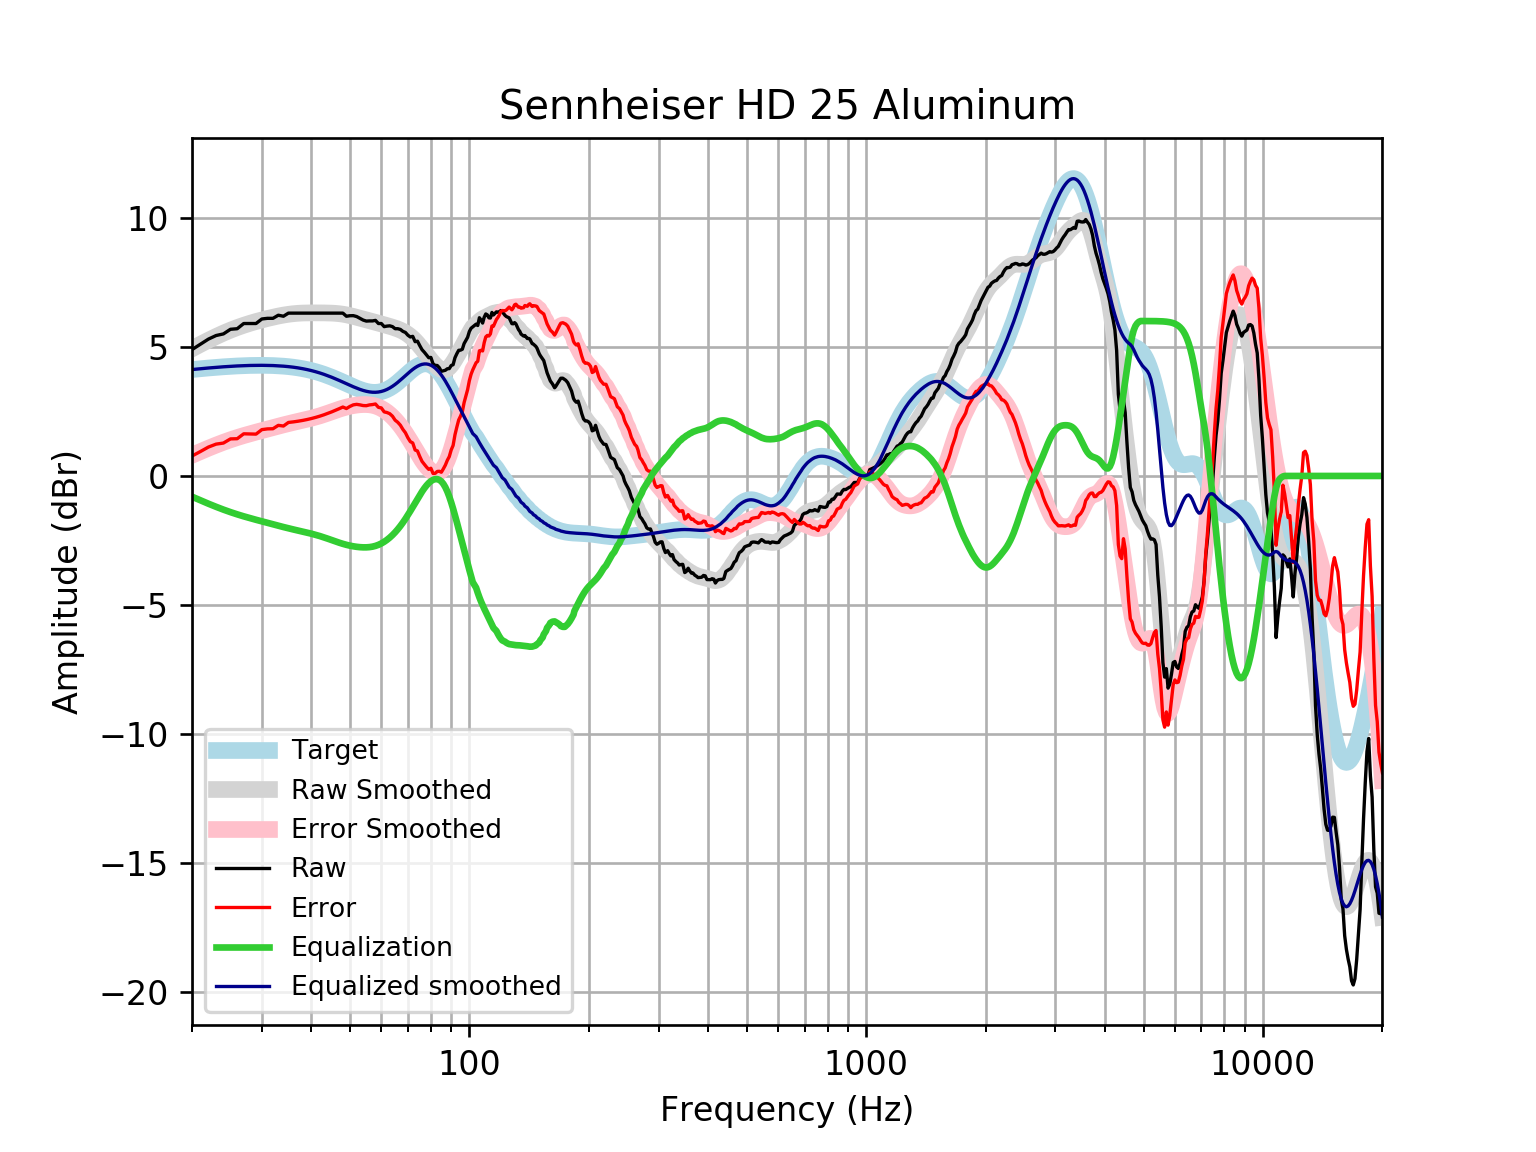 Sennheiser HD 25 Aluminum
Amplitude (dBr)
10
5
0
−5
−10
−15
−20
Target
Raw Smoothed
Error Smoothed
Raw
Error
Equalization
Equalized smoothed
100
1000
10000
Frequency (Hz)